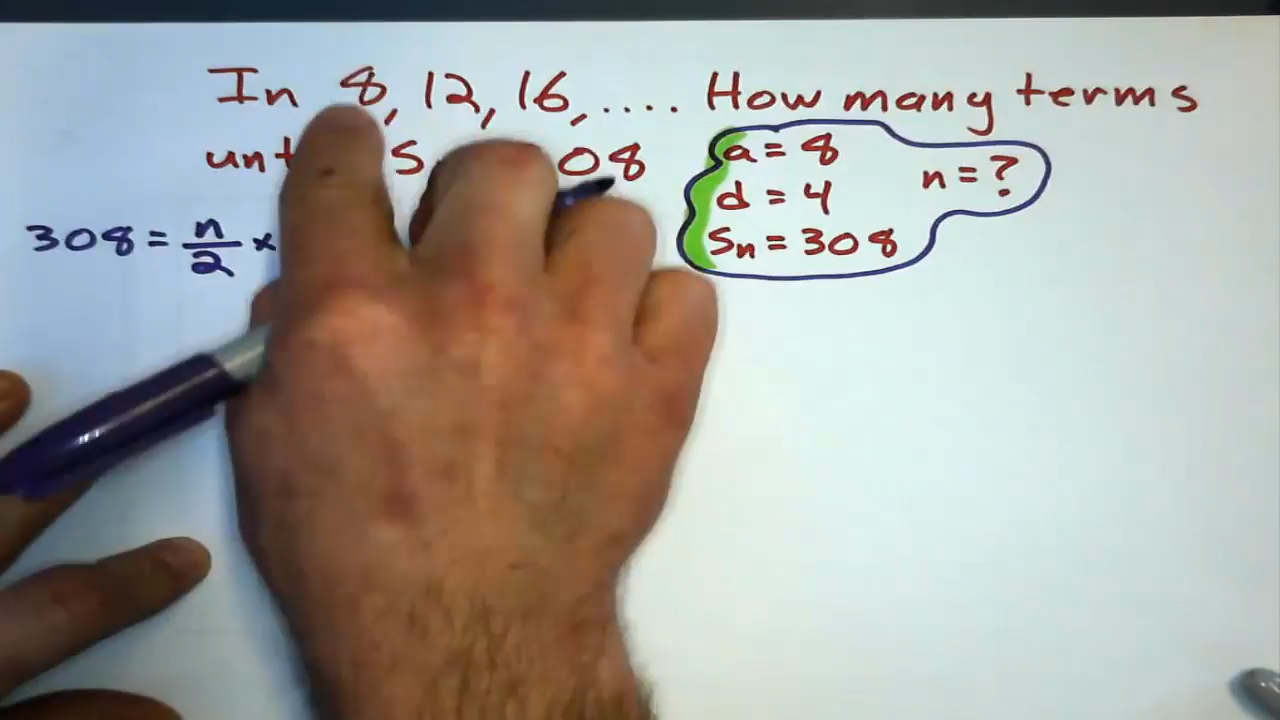 In 8, 12, 16, .... How many terms
08
a = 8
n = ?
d = 4
Sn = 308
308 = n/2 ×